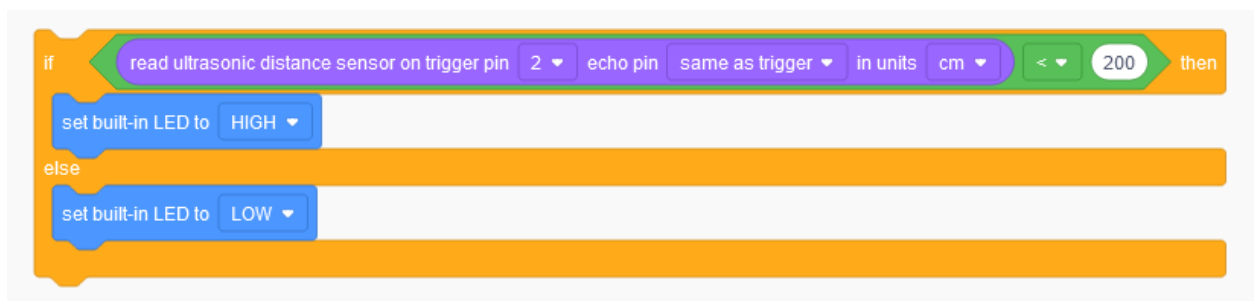 if read ultrasonic distance sensor on trigger pin 2 echo pin same as trigger in units cm < 200 then
set built-in LED to HIGH
else
set built-in LED to LOW